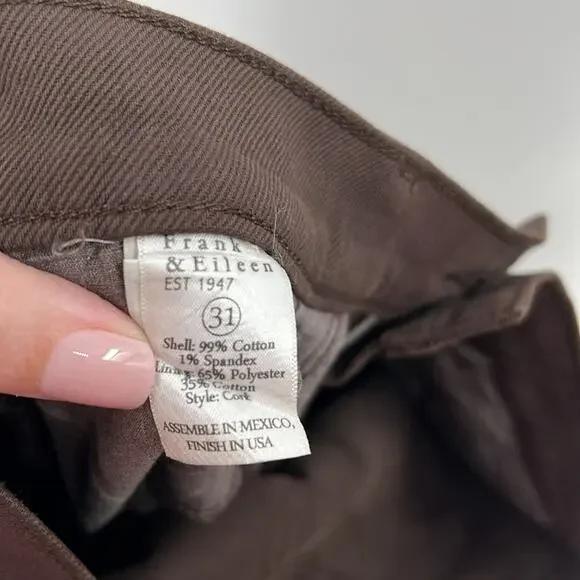 Frank
& Eileen
EST 1947
31
Shell: 99% Cotton
1% Spandex
Lining: 65% Polyester
35% Cotton
Style: Cork
ASSEMBLE IN MEXICO,
FINISH IN USA